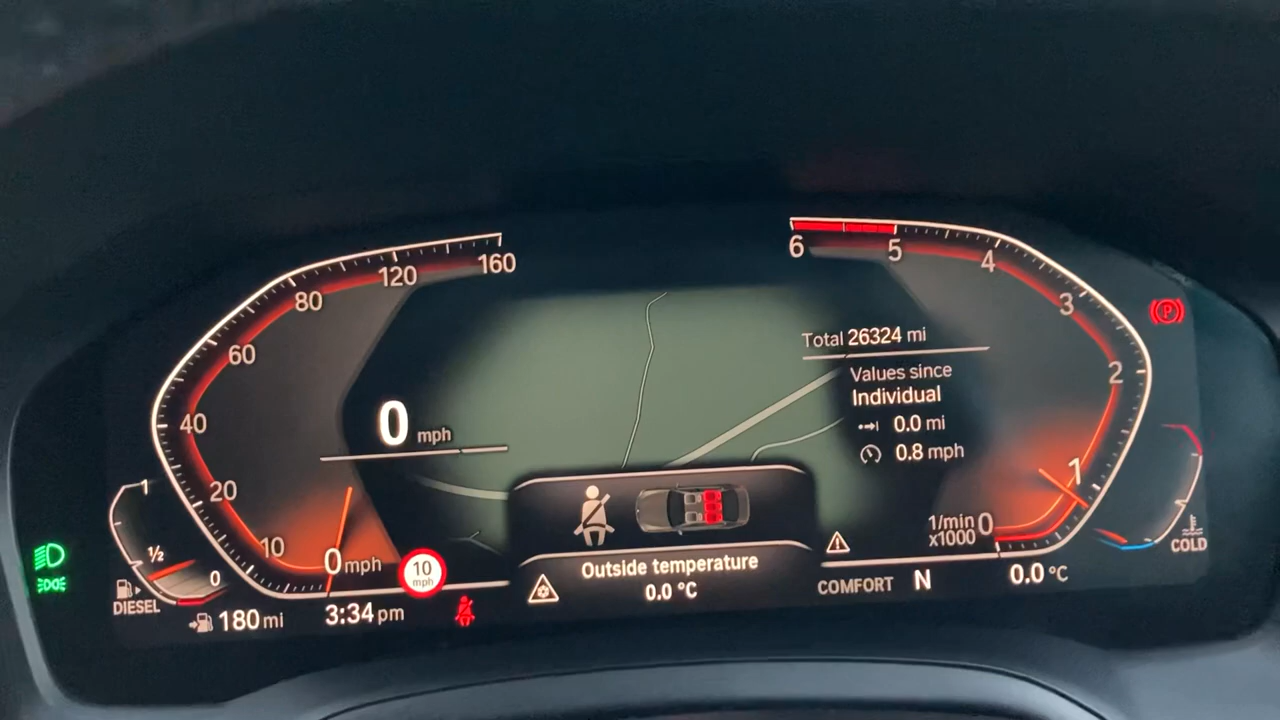 160
120
80
60
40
20
10
0 mph
0 mph
10
mph
1
1/2
0
DIESEL
180 mi
3:34 pm
6
5
4
3
2
1
0
1/min
x1000
Total 26324 mi
Values since
Individual
0.0 mi
0.8 mph
Outside temperature
0.0 °C
COMFORT N
0.0 °C
COLD
P